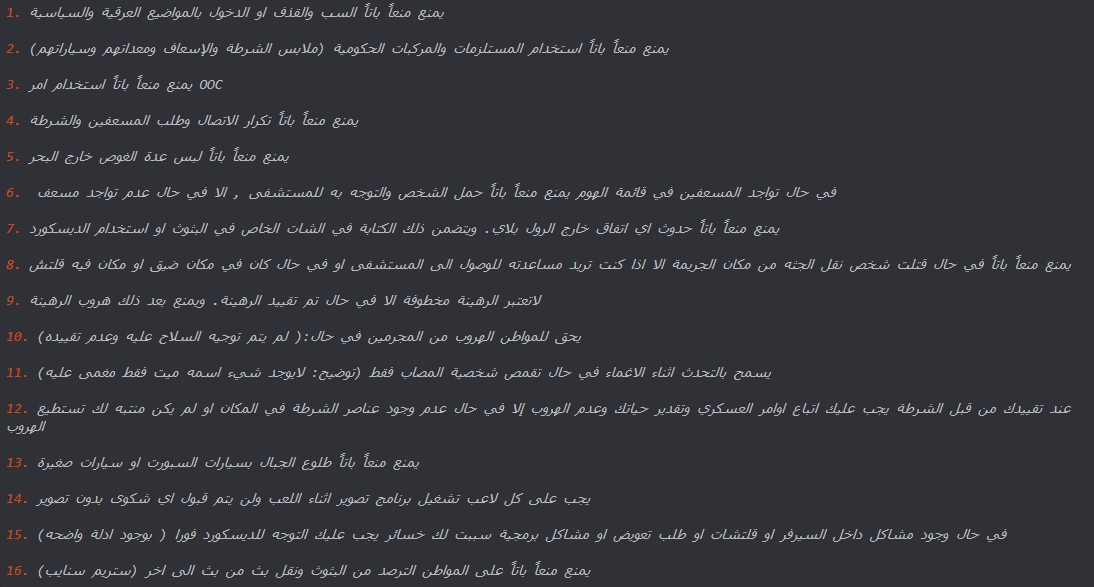 1. يمنع منعاً باتاً السب والقذف او الدخول بالمواضيع العرقية والسياسية
2. يمنع منعاً باتاً استخدام المستلزمات والمركبات الحكومية (ملابس الشرطة والإسعاف ومعداتهم وسياراتهم)
3. يمنع منعاً باتاً استخدام امر OOC
4. يمنع منعاً باتاً تكرار الاتصال وطلب المسعفين والشرطة
5. يمنع منعاً باتاً لبس عدة الغوص خارج البحر
6. في حال تواجد المسعفين في قائمة الهوم يمنع منعاً باتاً حمل الشخص والتوجه به للمستشفى , الا في حال عدم تواجد مسعف
7. يمنع منعاً باتاً حدوث اي اتفاق خارج الرول بلاي. ويتضمن ذلك الكتابة في الشات الخاص في البثوث او استخدام الديسكورد
8. يمنع منعاً باتاً في حال قتلت شخص نقل الجثه من مكان الجريمة الا اذا كنت تريد مساعدته للوصول الى المستشفى او في حال كان في مكان ضيق او مكان فيه قلتش
9. لاتعتبر الرهينة مخطوفة الا في حال تم تقييد الرهينة. ويمنع بعد ذلك هروب الرهينة
10. يحق للمواطن الهروب من المجرمين في حال:( لم يتم توجيه السلاح عليه وعدم تقييده)
11. يسمح بالتحدث اثناء الاغماء في حال تقمص شخصية المصاب فقط (توضيح: لايوجد شيء اسمه ميت فقط مغمى عليه)
12. عند تقييدك من قبل الشرطة يجب عليك اتباع اوامر العسكري وتقدير حياتك وعدم الهروب إلا في حال عدم وجود عناصر الشرطة في المكان او لم يكن منتبه لك تستطيع
الهروب
13. يمنع منعاً باتاً طلوع الجبال بسيارات السبورت او سيارات صغيرة
14. يجب على كل لاعب تشغيل برنامج تصوير اثناء اللعب ولن يتم قبول اي شكوى بدون تصوير
15. في حال وجود مشاكل داخل السيرفر او قلتشات او طلب تعويض او مشاكل برمجية سببت لك خسائر يجب عليك التوجه للديسكورد فورا ( بوجود ادلة واضحه)
16. يمنع منعاً باتاً على المواطن الترصد من البثوث ونقل بث من بث الى اخر (ستريم سنايب)